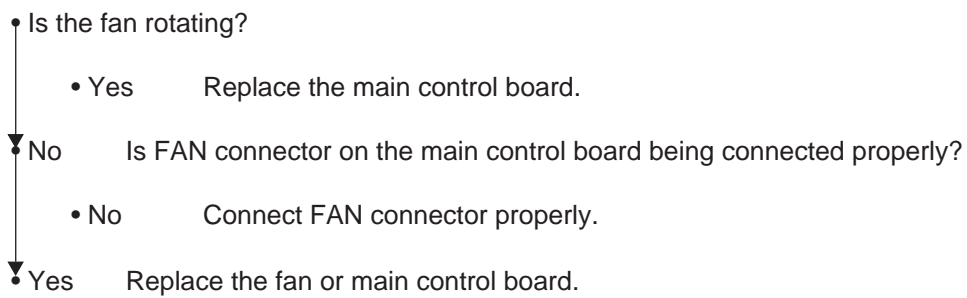 • Is the fan rotating?
• Yes Replace the main control board.
• No Is FAN connector on the main control board being connected properly?
• No Connect FAN connector properly.
• Yes Replace the fan or main control board.